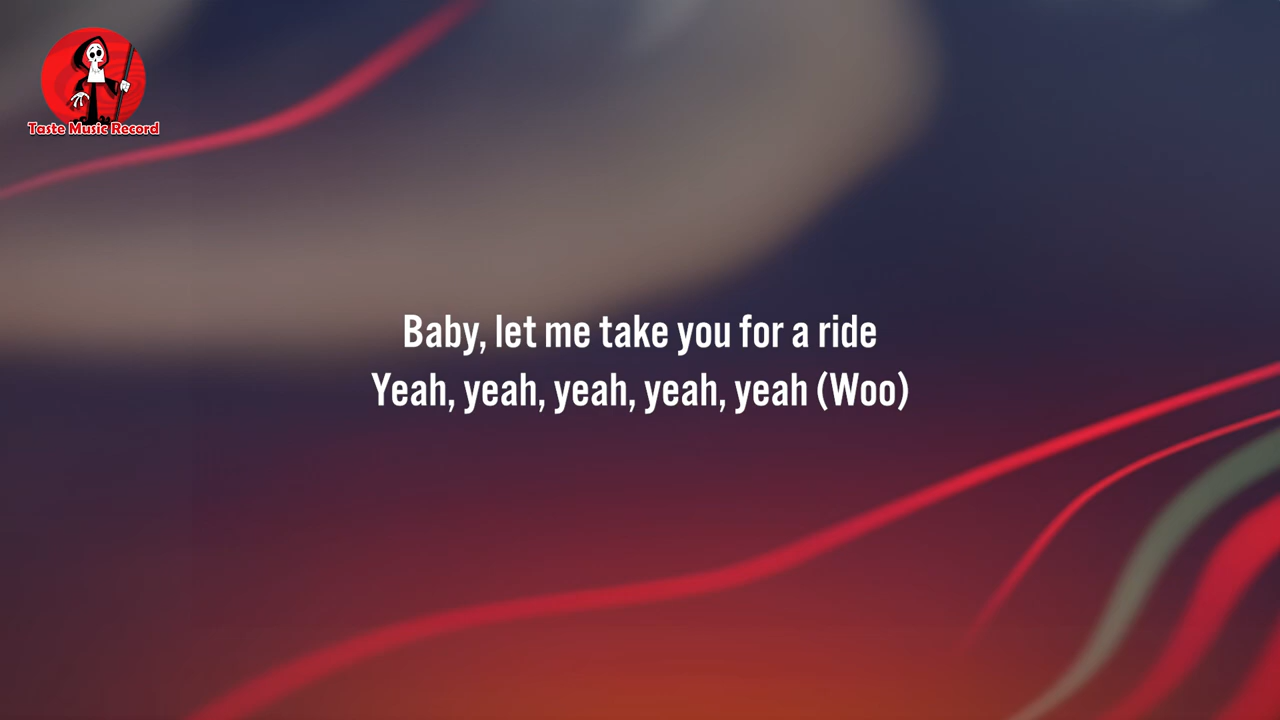 Taste Music Record
Baby, let me take you for a ride
Yeah, yeah, yeah, yeah, yeah (Woo)